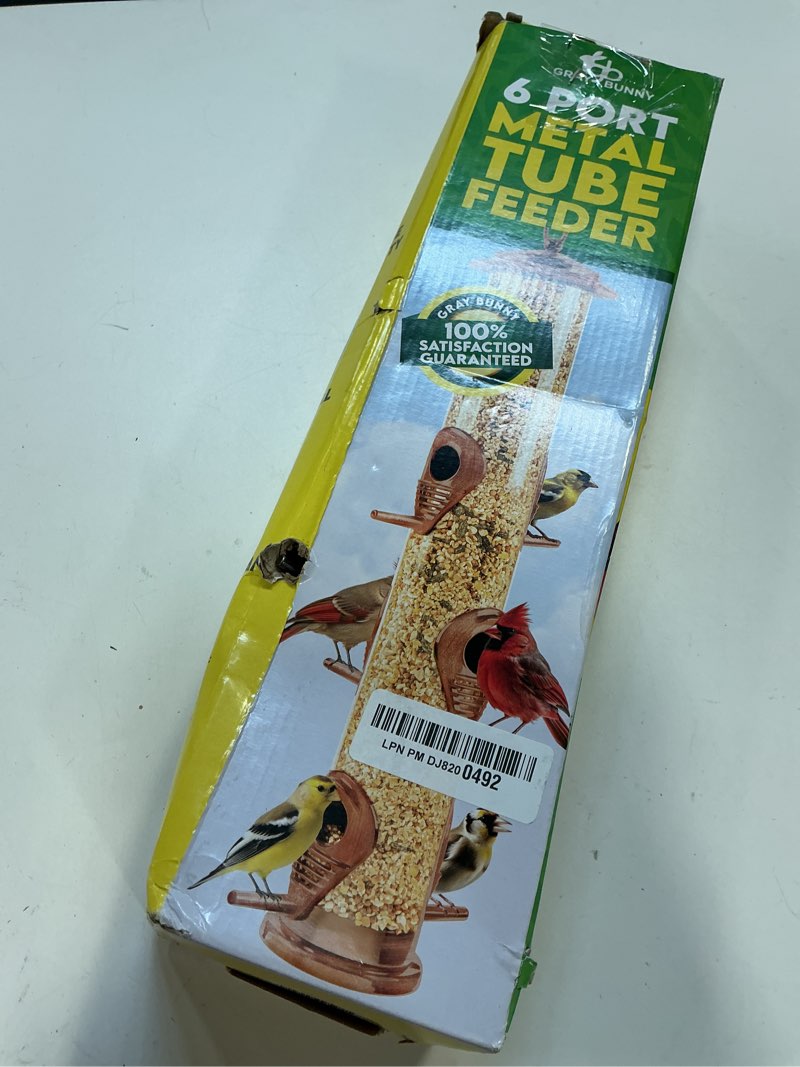 GRAY BUNNY
6 PORT
METAL
TUBE
FEEDER
GRAY BUNNY
100%
SATISFACTION
GUARANTEED
LPN PM DJ820 0492